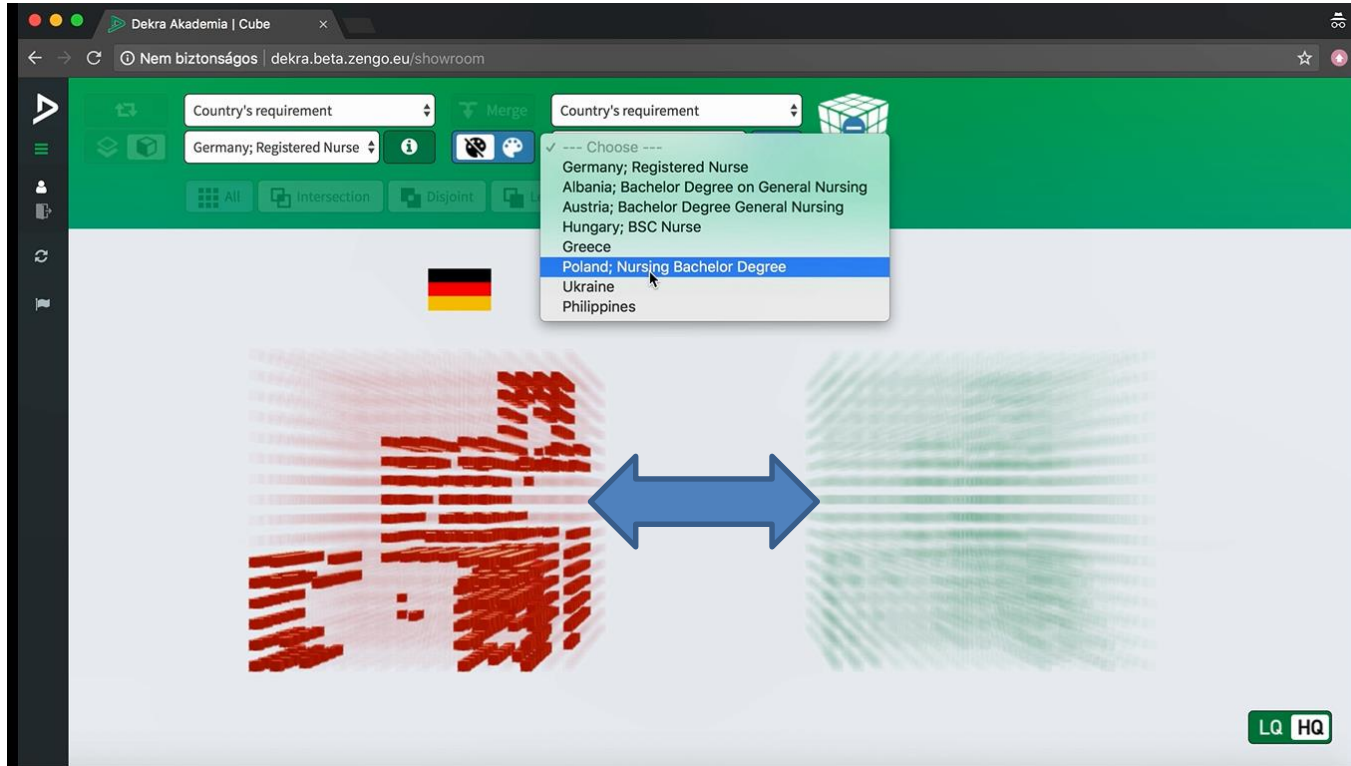 Dekra Akademia | Cube
Nem biztonságos | dekra.beta.zengo.eu/showroom
Country's requirement
Merge
Country's requirement
Germany; Registered Nurse
All
Intersection
Disjoint
✓ --- Choose ---
Germany; Registered Nurse
Albania; Bachelor Degree on General Nursing
Austria; Bachelor Degree General Nursing
Hungary; BSC Nurse
Greece
Poland; Nursing Bachelor Degree
Ukraine
Philippines
LQ HQ